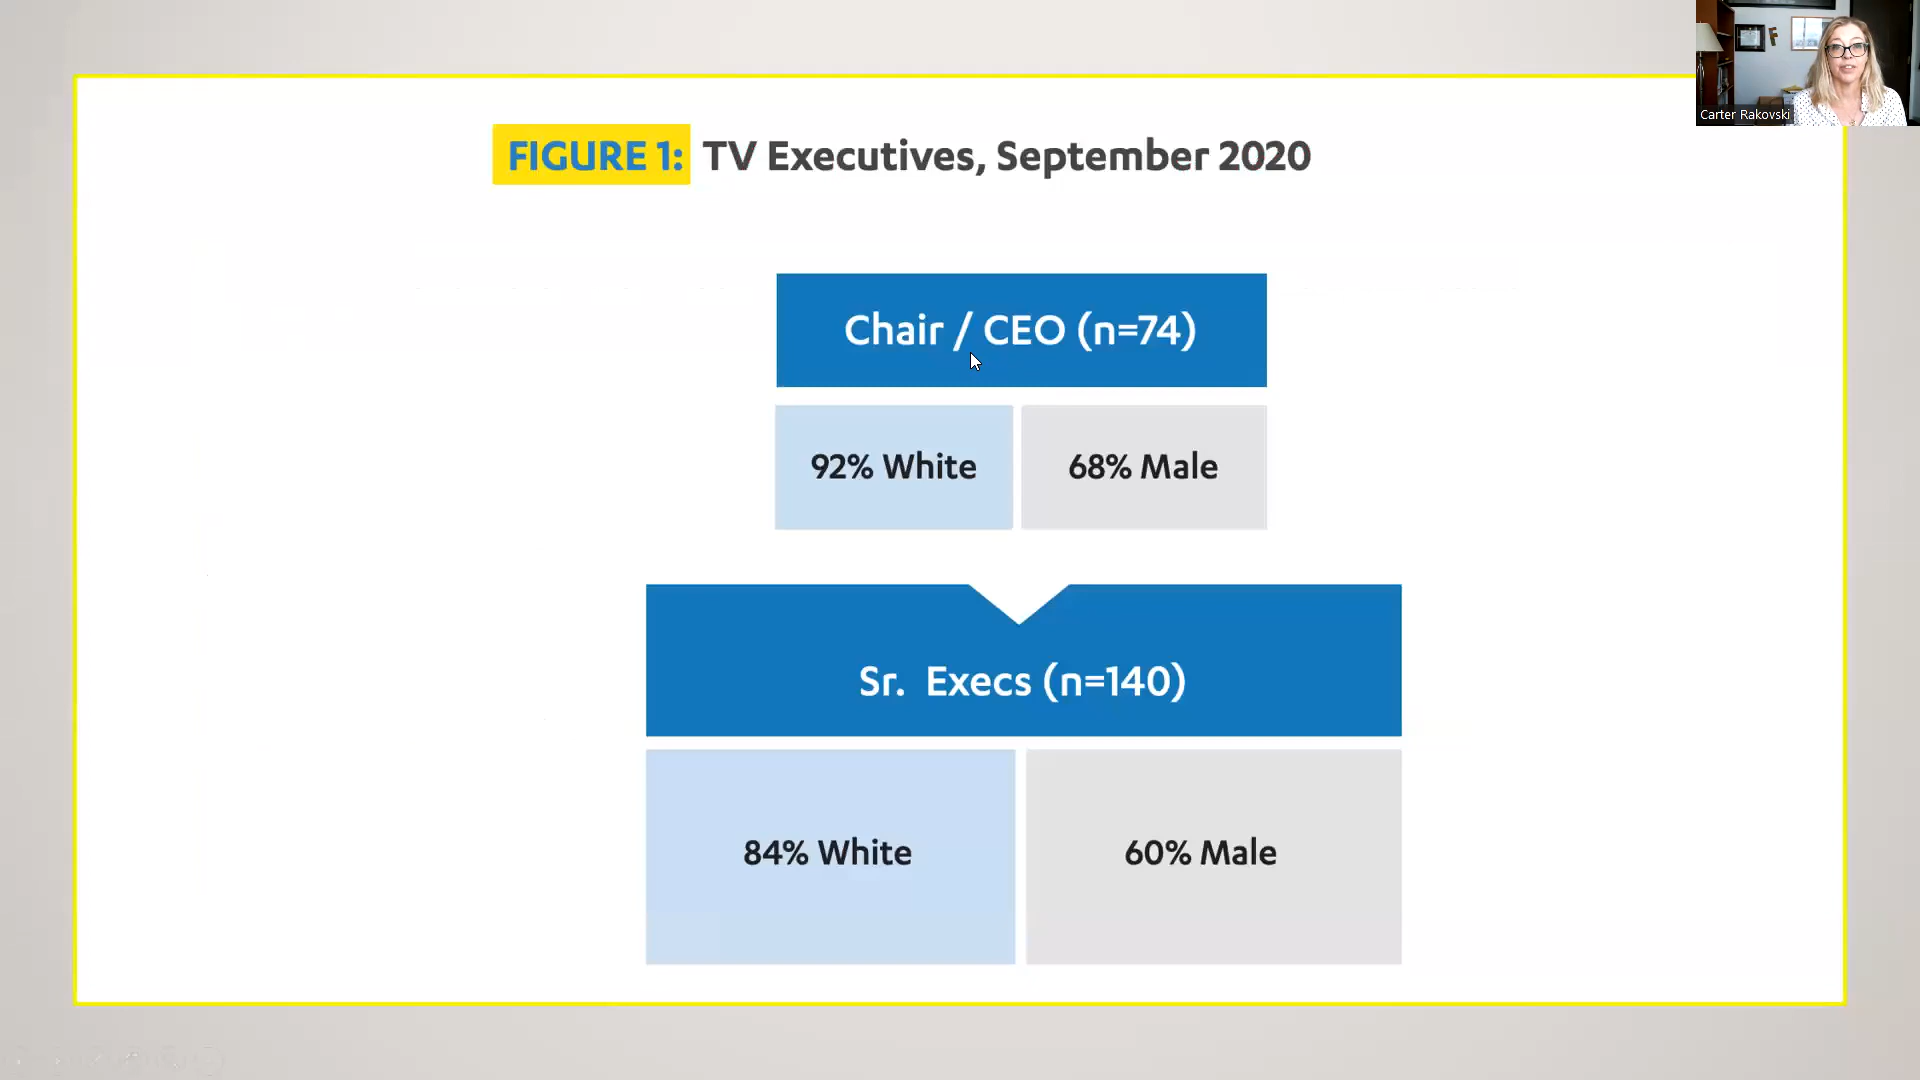 Carter Rakovski
FIGURE 1: TV Executives, September 2020
Chair / CEO (n=74)
92% White
68% Male
Sr. Execs (n=140)
84% White
60% Male